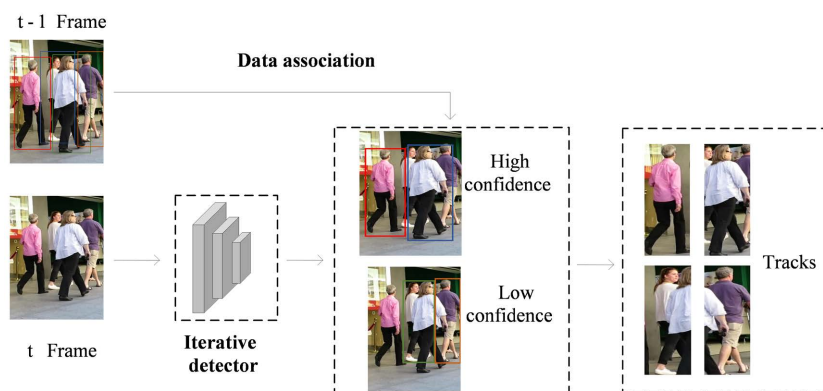 t - 1 Frame
Data association
High
confidence
Low
confidence
Tracks
Iterative
detector
t Frame